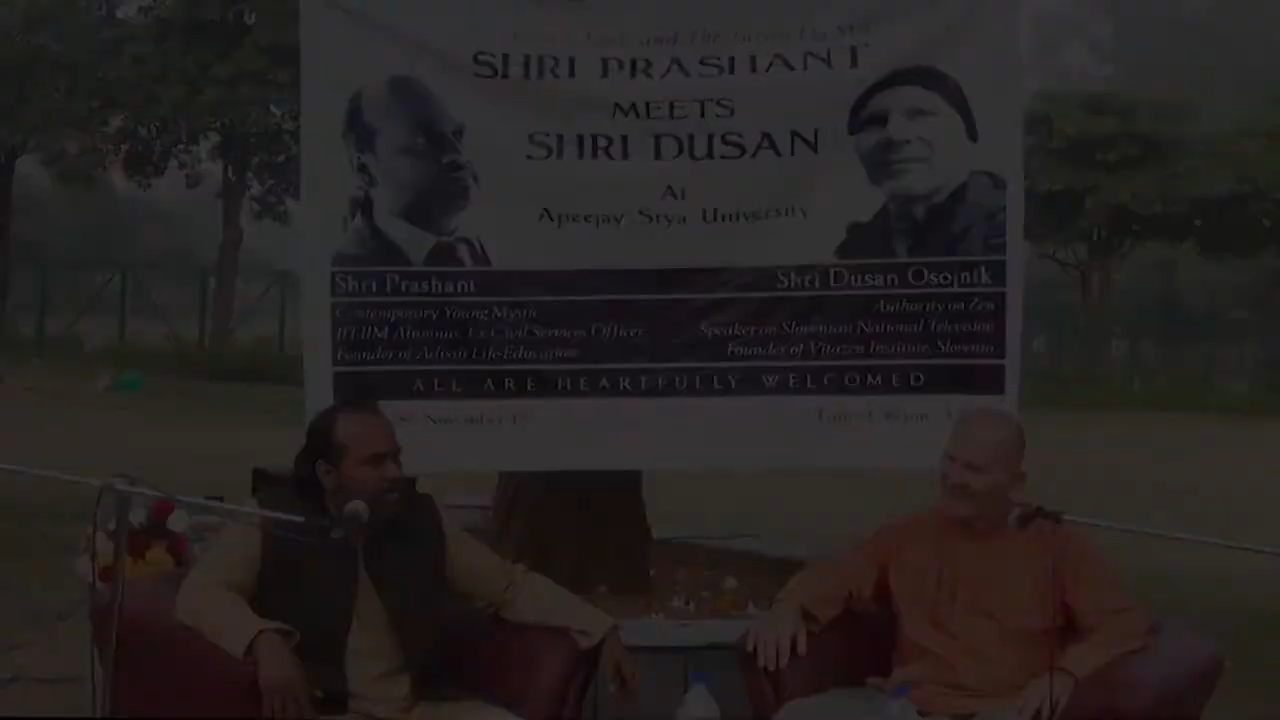 SHRI PRASHANT
MEETS
SHRI DUSAN
At
Apeejay Stya University
Shri Prashant
Shri Dusan Osojnik
Contemporary Young Mystic
Authority on Zen
IIT-IIM Alumnus, Ex Civil Services Officer
Speaker on Slovenian National Television
Founder of Advait Life-Education
Founder of Vitazen Institute, Slovenia
ALL ARE HEARTFULLY WELCOMED
November